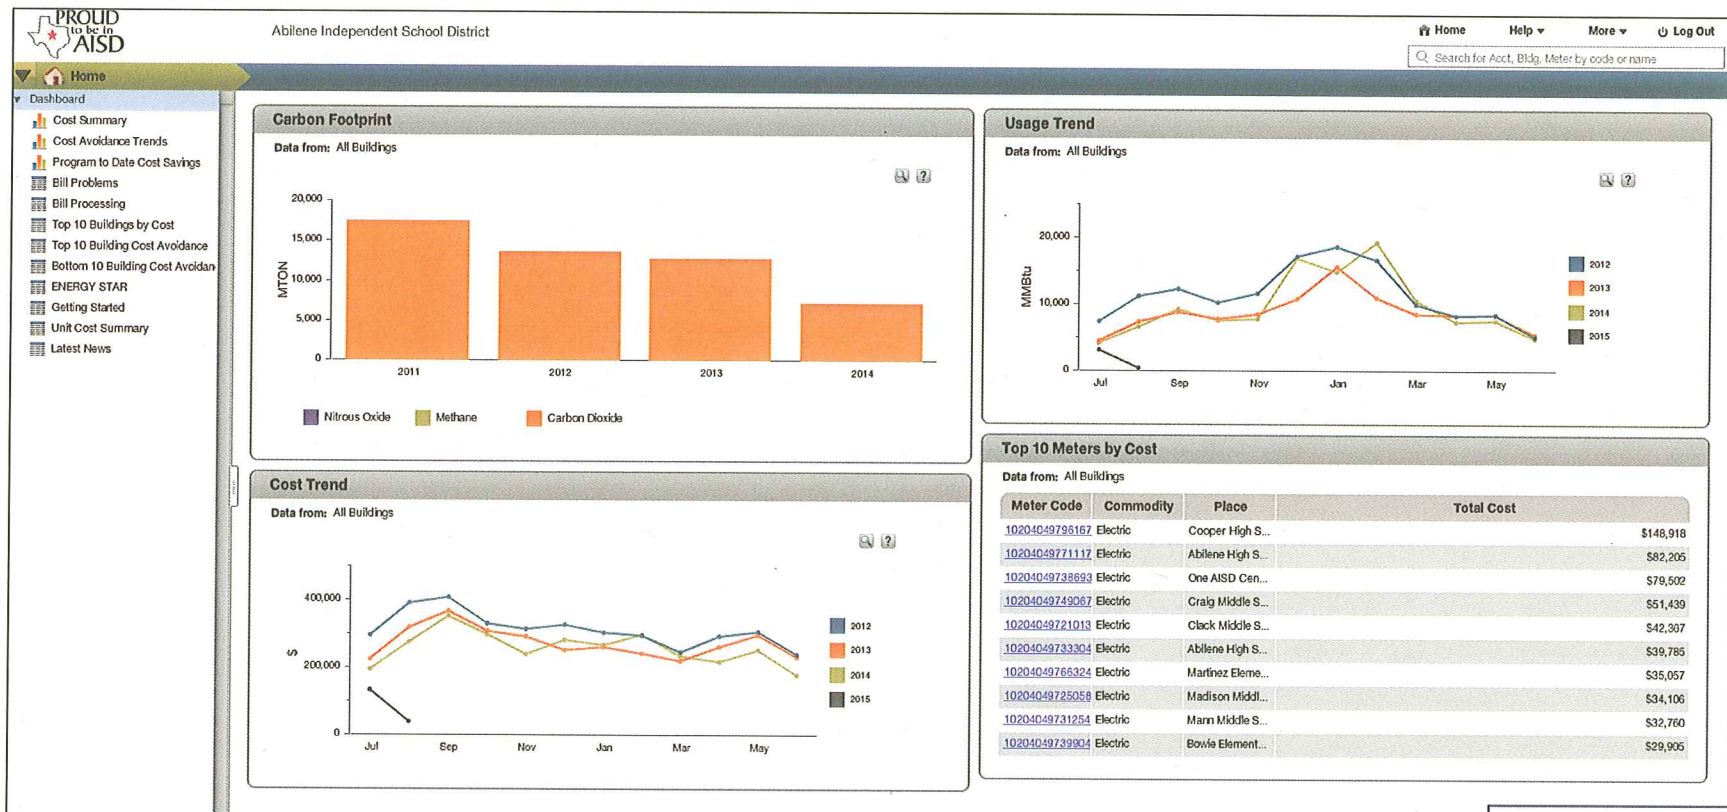 PROUD
to be in
AISD
Abilene Independent School District
Home Help More Log Out
Search for Acct, Bldg, Meter by code or name
Home
Dashboard
Cost Summary
Cost Avoidance Trends
Program to Date Cost Savings
Bill Problems
Bill Processing
Top 10 Buildings by Cost
Top 10 Building Cost Avoidance
Bottom 10 Building Cost Avoidan
ENERGY STAR
Getting Started
Unit Cost Summary
Latest News
Carbon Footprint
Data from: All Buildings
?
MTON
20,000
15,000
10,000
5,000
0
2011 2012 2013 2014
Nitrous Oxide Methane Carbon Dioxide
Usage Trend
Data from: All Buildings
?
MMBtu
20,000
10,000
0
Jul Sep Nov Jan Mar May
2012
2013
2014
2015
Cost Trend
Data from: All Buildings
?
$
400,000
200,000
0
Jul Sep Nov Jan Mar May
2012
2013
2014
2015
Top 10 Meters by Cost
Data from: All Buildings
Meter Code Commodity Place Total Cost
10204049796167 Electric Cooper High S... $148,918
10204049771117 Electric Abilene High S... $82,205
10204049738693 Electric One AISD Cen... $79,502
10204049749067 Electric Craig Middle S... $51,439
10204049721013 Electric Clack Middle S... $42,367
10204049733304 Electric Abilene High S... $39,785
10204049766324 Electric Martinez Eleme... $35,057
10204049725058 Electric Madison Middl... $34,106
10204049731254 Electric Mann Middle S... $32,760
10204049739904 Electric Bowie Element... $29,905